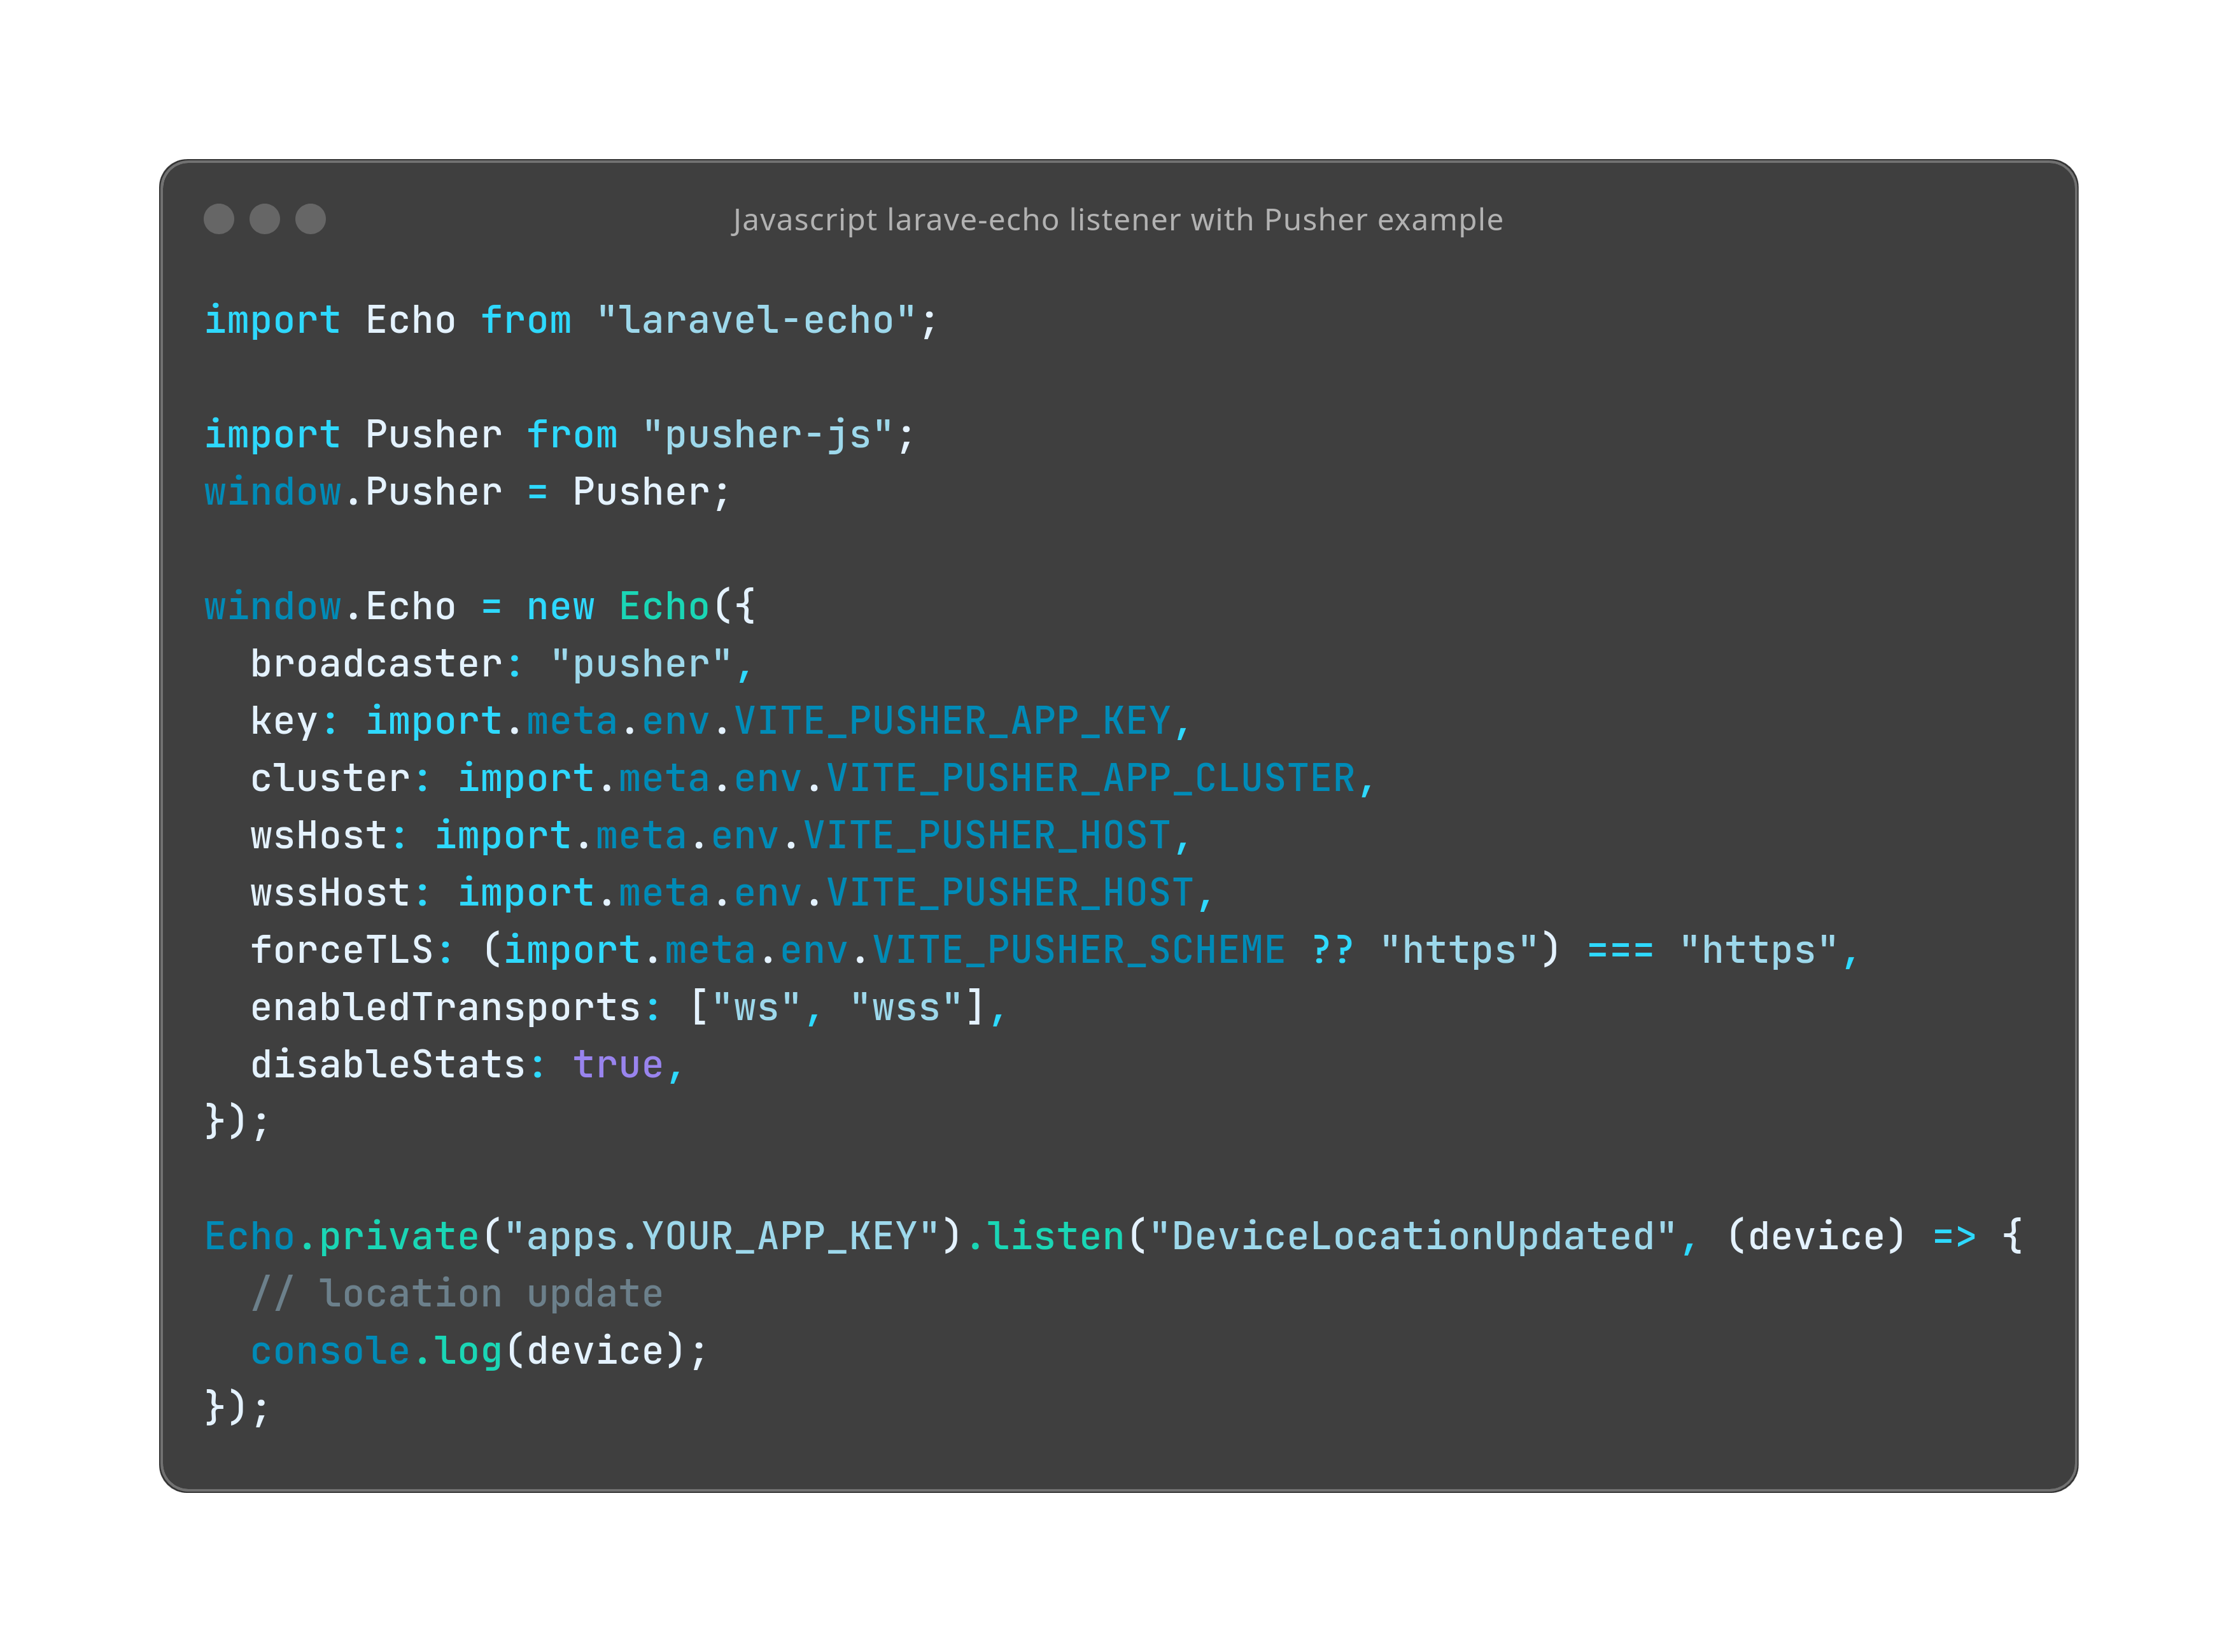 Javascript larave-echo listener with Pusher example
import Echo from "laravel-echo";
import Pusher from "pusher-js";
window.Pusher = Pusher;
window.Echo = new Echo({
  broadcaster: "pusher",
  key: import.meta.env.VITE_PUSHER_APP_KEY,
  cluster: import.meta.env.VITE_PUSHER_APP_CLUSTER,
  wsHost: import.meta.env.VITE_PUSHER_HOST,
  wssHost: import.meta.env.VITE_PUSHER_HOST,
  forceTLS: (import.meta.env.VITE_PUSHER_SCHEME ?? "https") === "https",
  enabledTransports: ["ws", "wss"],
  disableStats: true,
});
Echo.private("apps.YOUR_APP_KEY").listen("DeviceLocationUpdated", (device) => {
  // location update
  console.log(device);
});